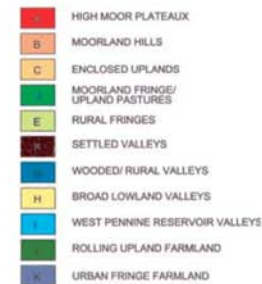 HIGH MOOR PLATEAUX
B MOORLAND HILLS
C ENCLOSED UPLANDS
MOORLAND FRINGE/
UPLAND PASTURES
E RURAL FRINGES
SETTLED VALLEYS
WOODED/ RURAL VALLEYS
H BROAD LOWLAND VALLEYS
I WEST PENNINE RESERVOIR VALLEYS
ROLLING UPLAND FARMLAND
K URBAN FRINGE FARMLAND